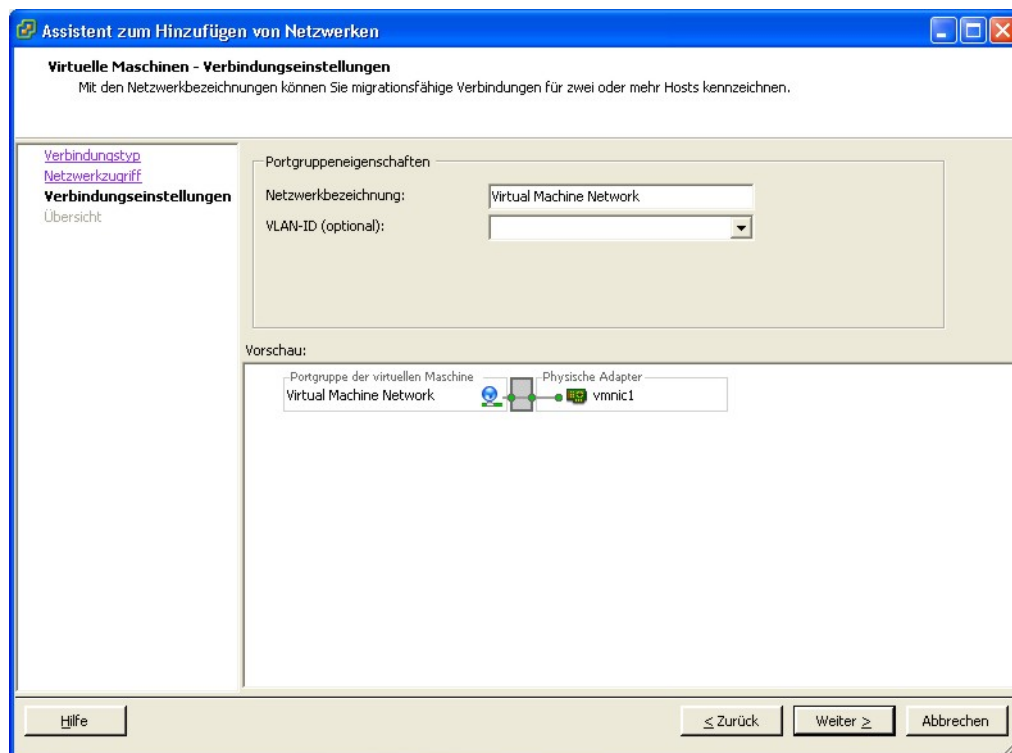 Assistent zum Hinzufügen von Netzwerken
Virtuelle Maschinen - Verbindungseinstellungen
Mit den Netzwerkbezeichnungen können Sie migrationsfähige Verbindungen für zwei oder mehr Hosts kennzeichnen.
Verbindungstyp
Netzwerkzugriff
Verbindungseinstellungen
Übersicht
Portgruppeneigenschaften
Netzwerkbezeichnung: Virtual Machine Network
VLAN-ID (optional):
Vorschau:
Portgruppe der virtuellen Maschine Physische Adapter
Virtual Machine Network vmnic1
Hilfe < Zurück Weiter > Abbrechen